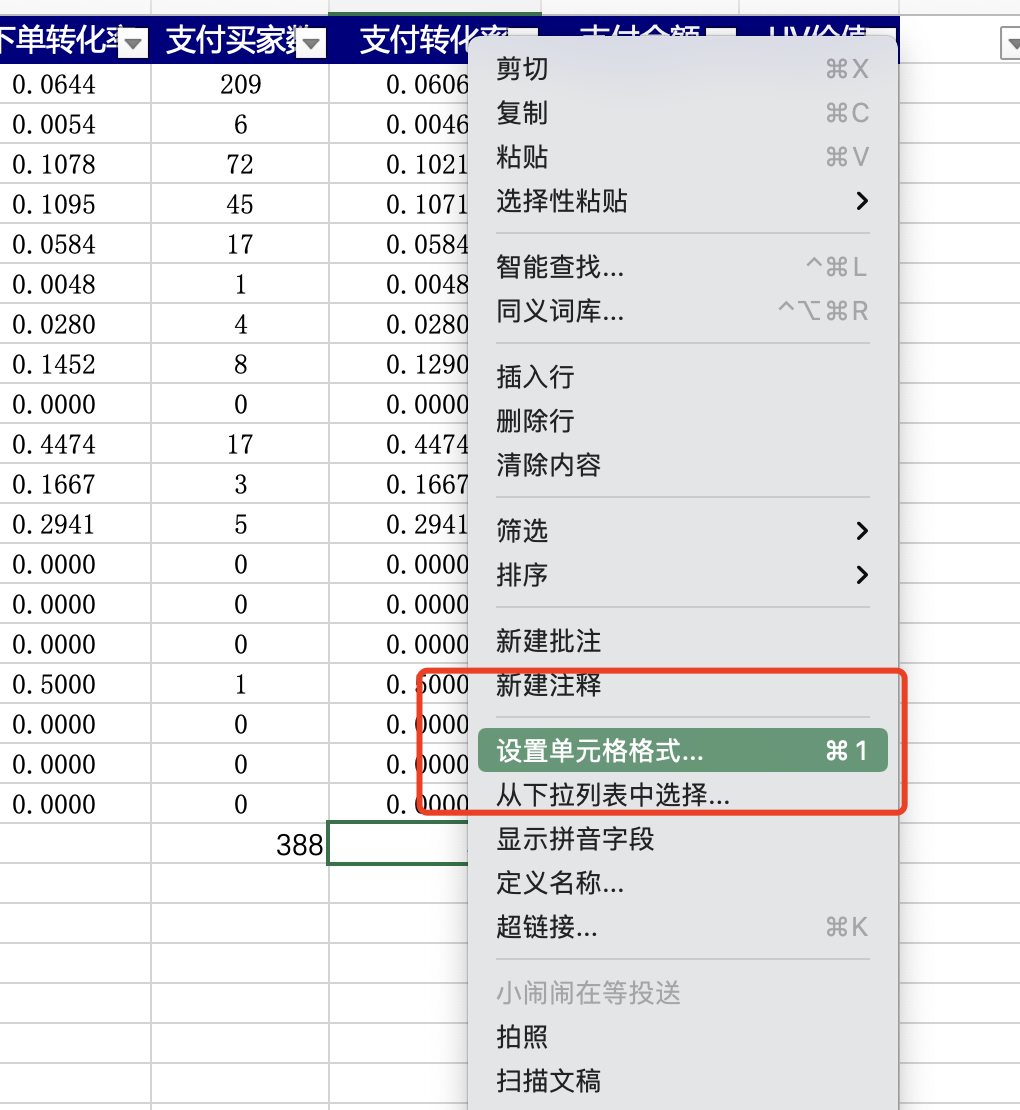 下单转化率 支付买家数 支付转化率 支付金额 UV价值
0.0644 209 0.0606
0.0054 6 0.0046
0.1078 72 0.1021
0.1095 45 0.1071
0.0584 17 0.0584
0.0048 1 0.0048
0.0280 4 0.0280
0.1452 8 0.1290
0.0000 0 0.0000
0.4474 17 0.4474
0.1667 3 0.1667
0.2941 5 0.2941
0.0000 0 0.0000
0.0000 0 0.0000
0.0000 0 0.0000
0.5000 1 0.5000
0.0000 0 0.0000
0.0000 0 0.0000
0.0000 0 0.0000
388
剪切 ⌘X
复制 ⌘C
粘贴 ⌘V
选择性粘贴
智能查找... ^⌘L
同义词库... ^⌥⌘R
插入行
删除行
清除内容
筛选
排序
新建批注
新建注释
设置单元格格式... ⌘1
从下拉列表中选择...
显示拼音字段
定义名称...
超链接... ⌘K
小闹闹在等投送
拍照
扫描文稿